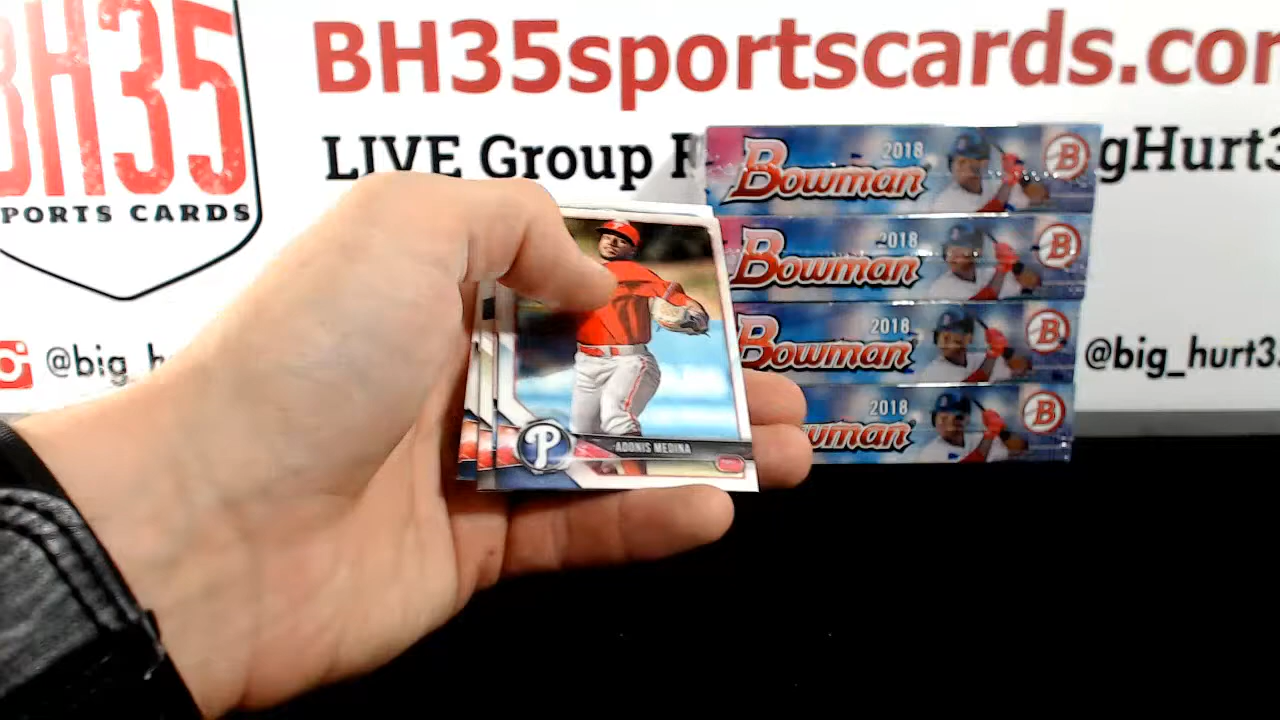 BH35
SPORTS CARDS
BH35sportscards.com
LIVE Group
gHurt3
@big_h
@big_hurt3
2018
Bowman
B
2018
Bowman
B
2018
Bowman
B
2018
owman
B
P
ADONIS MEDINA